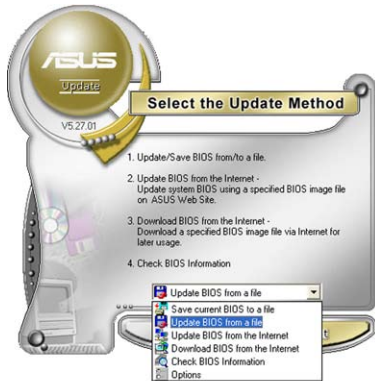 ASUS
Update
V5.27.01
Select the Update Method
1. Update/Save BIOS from/to a file.
2. Update BIOS from the Internet -
Update system BIOS using a specified BIOS image file
on ASUS Web Site.
3. Download BIOS from the Internet -
Download a specified BIOS image file via Internet for
later usage.
4. Check BIOS Information
Update BIOS from a file
Save current BIOS to a file
Update BIOS from a file
Update BIOS from the Internet
Download BIOS from the Internet
Check BIOS Information
Options